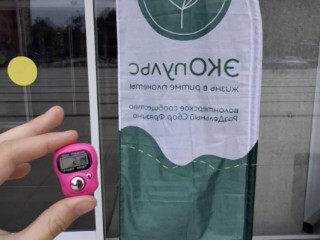 ЭКОпульс
жизнь в ритме планеты
волонтерское сообщество
РазДельный Сбор Фрязино